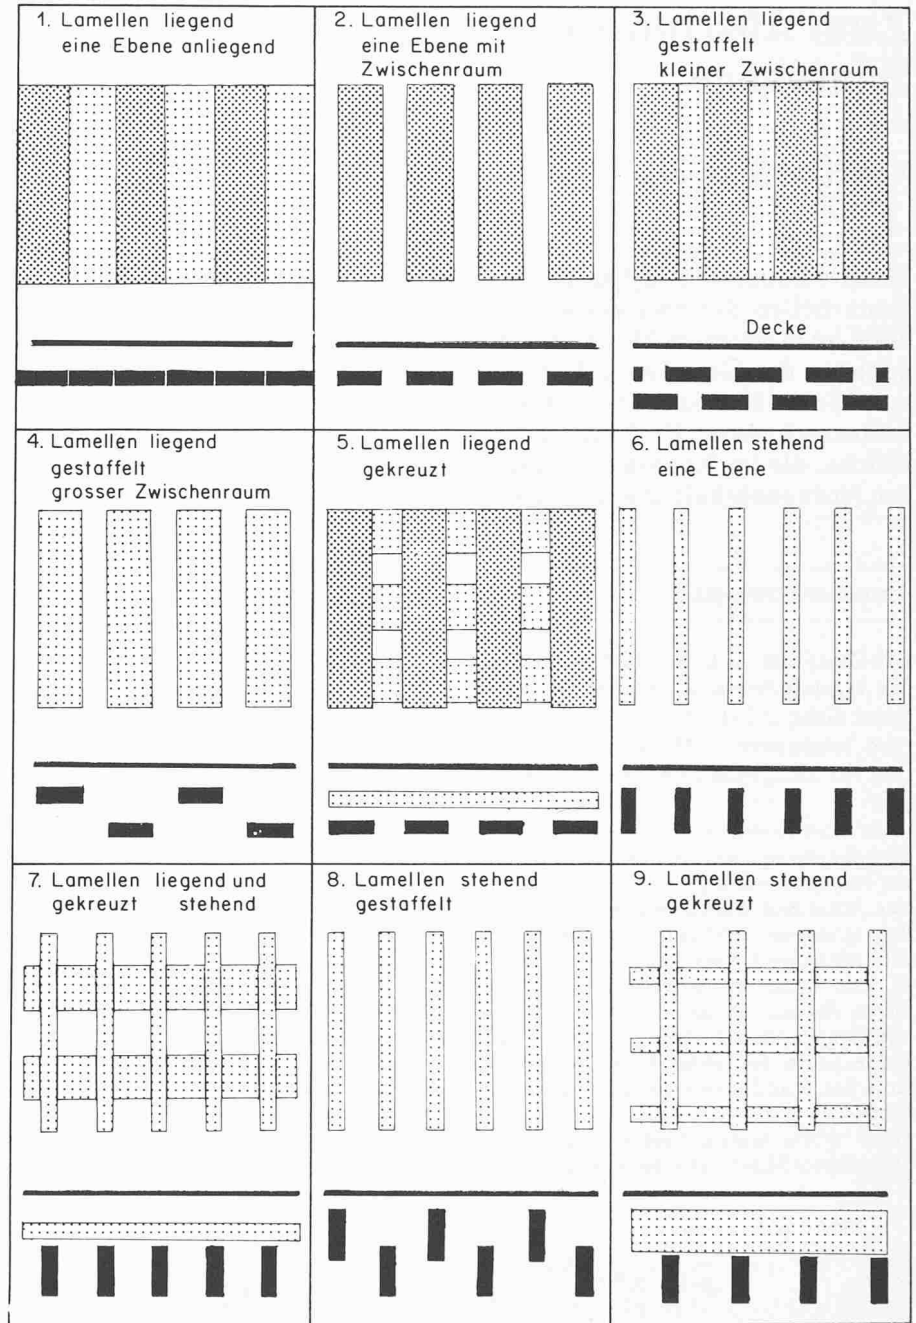 1. Lamellen liegend
eine Ebene anliegend
2. Lamellen liegend
eine Ebene mit
Zwischenraum
3. Lamellen liegend
gestaffelt
kleiner Zwischenraum
Decke
4. Lamellen liegend
gestaffelt
grosser Zwischenraum
5. Lamellen liegend
gekreuzt
6. Lamellen stehend
eine Ebene
7. Lamellen liegend und
gekreuzt stehend
8. Lamellen stehend
gestaffelt
9. Lamellen stehend
gekreuzt